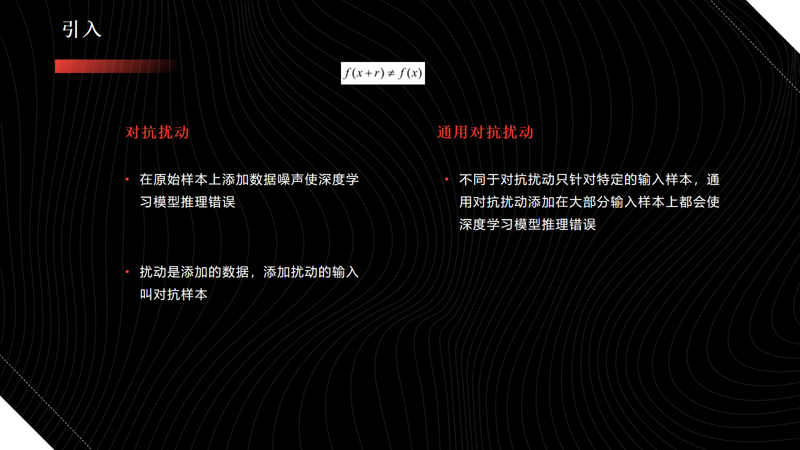 引入
f(x+r)≠f(x)
对抗扰动
• 在原始样本上添加数据噪声使深度学
习模型推理错误
• 扰动是添加的数据，添加扰动的输入
叫对抗样本
通用对抗扰动
• 不同于对抗扰动只针对特定的输入样本，通
用对抗扰动添加在大部分输入样本上都会使
深度学习模型推理错误